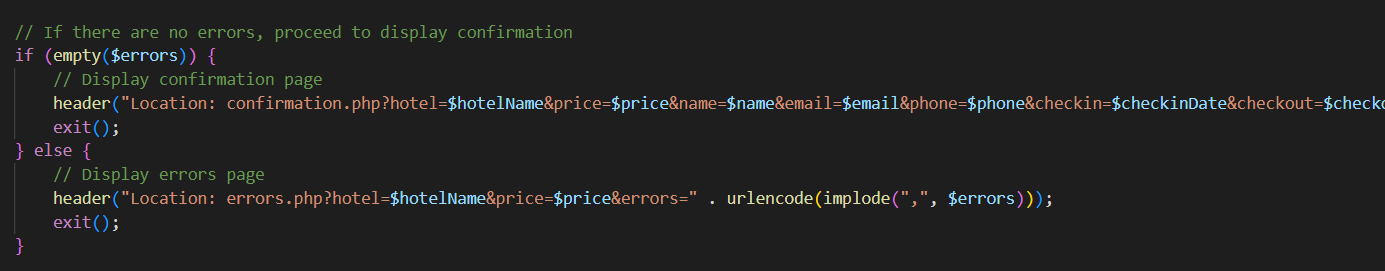 // If there are no errors, proceed to display confirmation
if (empty($errors)) {
// Display confirmation page
header("Location: confirmation.php?hotel=$hotelName&price=$price&name=$name&email=$email&phone=$phone&checkin=$checkinDate&checkout=$checko
exit();
} else {
// Display errors page
header("Location: errors.php?hotel=$hotelName&price=$price&errors=" . urlencode(implode(",", $errors)));
exit();
}